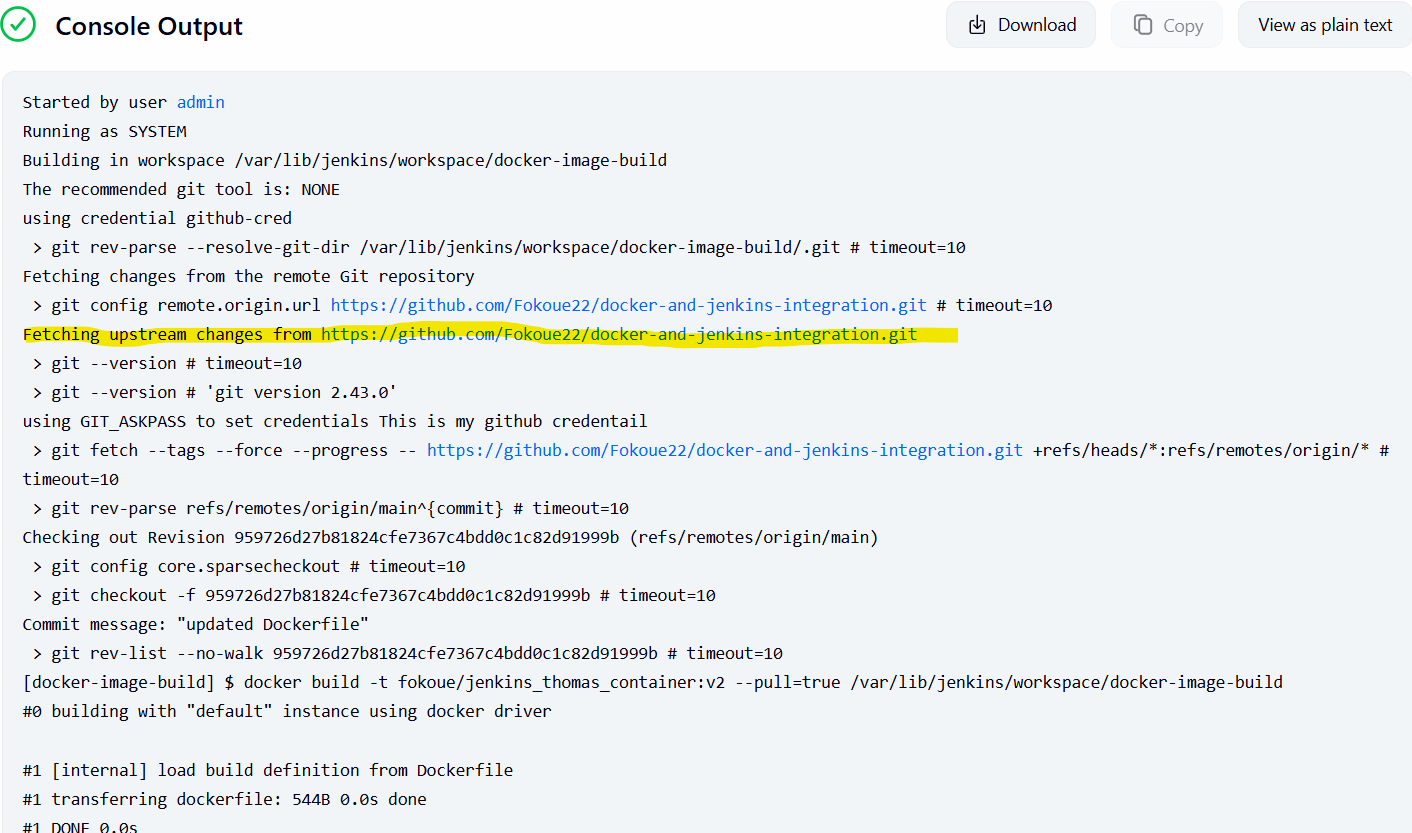 Console Output
Download
Copy
View as plain text
Started by user admin
Running as SYSTEM
Building in workspace /var/lib/jenkins/workspace/docker-image-build
The recommended git tool is: NONE
using credential github-cred
 > git rev-parse --resolve-git-dir /var/lib/jenkins/workspace/docker-image-build/.git # timeout=10
Fetching changes from the remote Git repository
 > git config remote.origin.url https://github.com/Fokoue22/docker-and-jenkins-integration.git # timeout=10
Fetching upstream changes from https://github.com/Fokoue22/docker-and-jenkins-integration.git
 > git --version # timeout=10
 > git --version # 'git version 2.43.0'
using GIT_ASKPASS to set credentials This is my github credentail
 > git fetch --tags --force --progress -- https://github.com/Fokoue22/docker-and-jenkins-integration.git +refs/heads/*:refs/remotes/origin/* #
timeout=10
 > git rev-parse refs/remotes/origin/main^{commit} # timeout=10
Checking out Revision 959726d27b81824cfe7367c4bdd0c1c82d91999b (refs/remotes/origin/main)
 > git config core.sparsecheckout # timeout=10
 > git checkout -f 959726d27b81824cfe7367c4bdd0c1c82d91999b # timeout=10
Commit message: "updated Dockerfile"
 > git rev-list --no-walk 959726d27b81824cfe7367c4bdd0c1c82d91999b # timeout=10
[docker-image-build] $ docker build -t fokoue/jenkins_thomas_container:v2 --pull=true /var/lib/jenkins/workspace/docker-image-build
#0 building with "default" instance using docker driver
#1 [internal] load build definition from Dockerfile
#1 transferring dockerfile: 544B 0.0s done
#1 DONE 0.0s